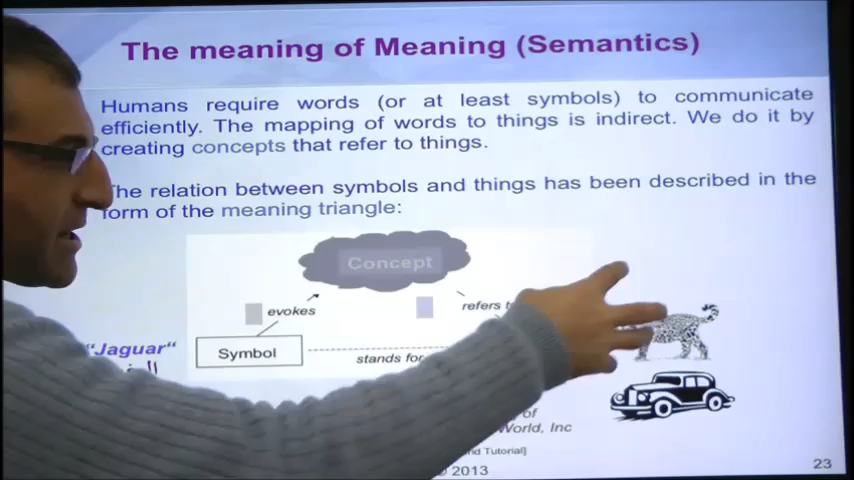 The meaning of Meaning (Semantics)
Humans require words (or at least symbols) to communicate
efficiently. The mapping of words to things is indirect. We do it by
creating concepts that refer to things.
The relation between symbols and things has been described in the
form of the meaning triangle:
Concept
evokes
refers
"Jaguar"
Symbol
stands for
of
World, Inc
Tutorial]
2013
23